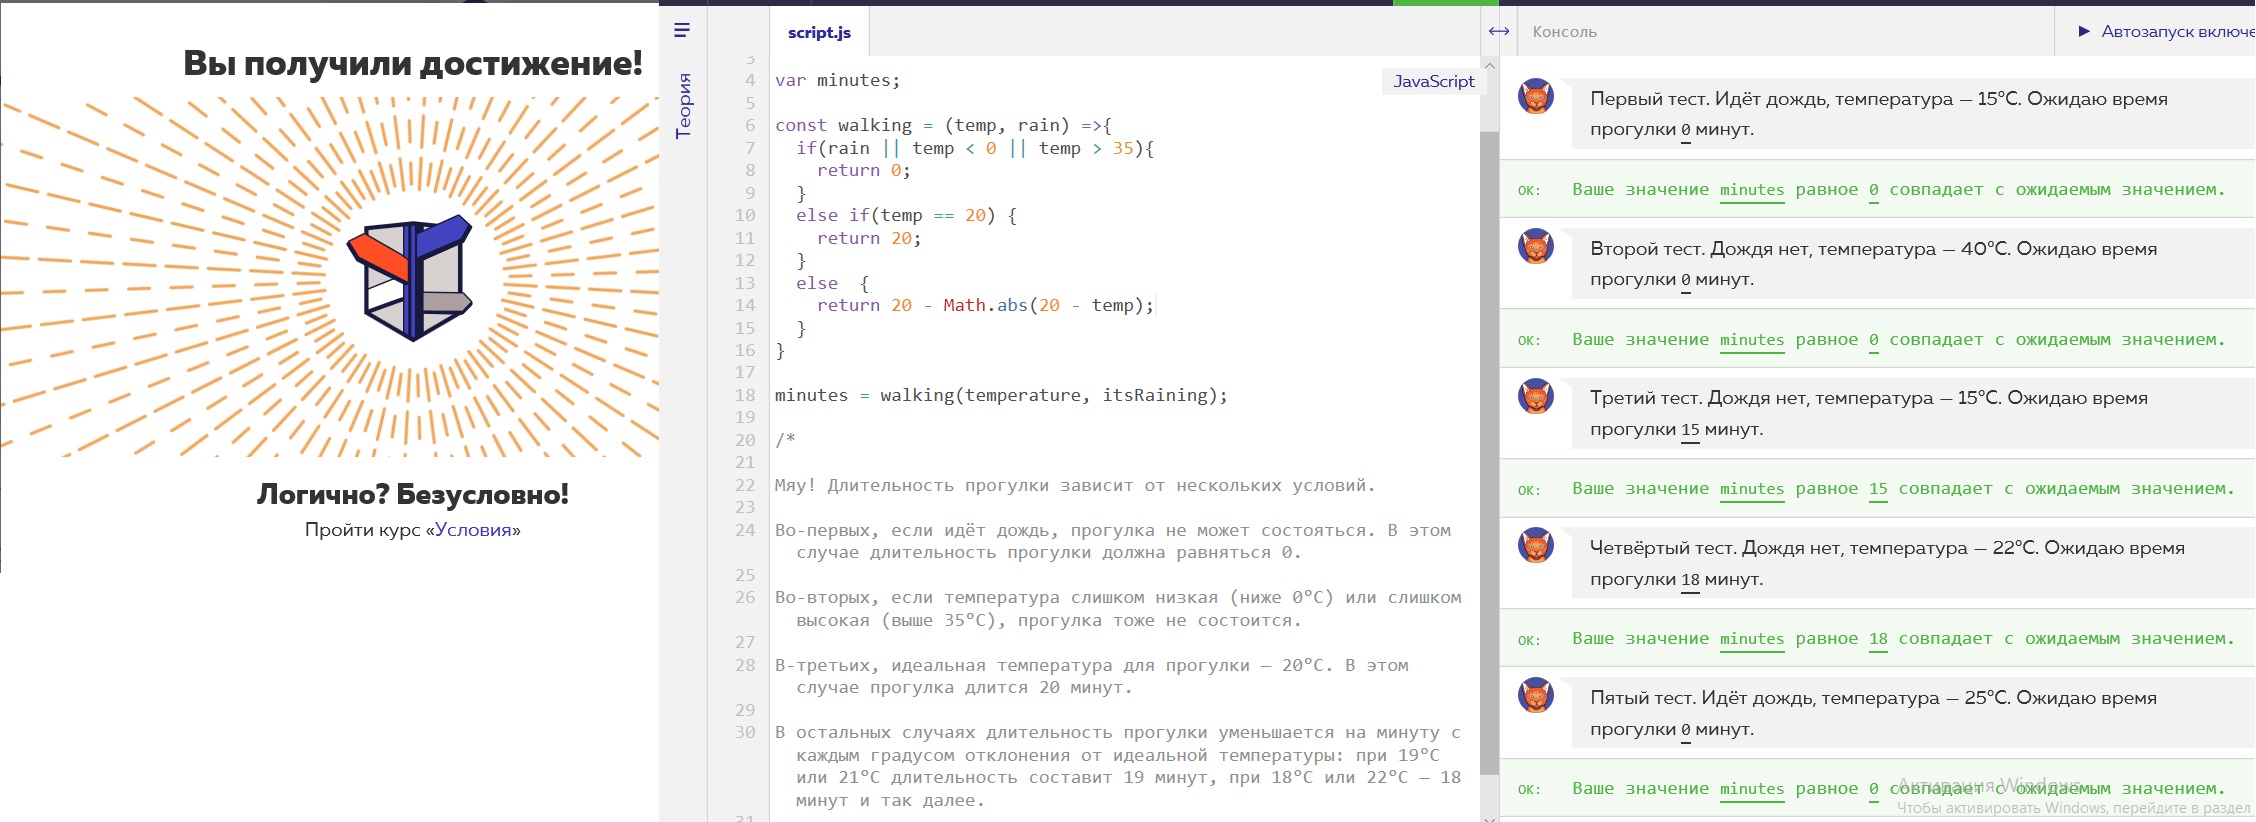 Вы получили достижение!
Логично? Безусловно!
Пройти курс «Условия»
Теория
script.js
JavaScript
3
4 var minutes;
5
6 const walking = (temp, rain) =>{
7 if(rain || temp < 0 || temp > 35){
8 return 0;
9 }
10 else if(temp == 20) {
11 return 20;
12 }
13 else {
14 return 20 - Math.abs(20 - temp);
15 }
16 }
17
18 minutes = walking(temperature, itsRaining);
19
20 /*
21
22 Мяу! Длительность прогулки зависит от нескольких условий.
23
24 Во-первых, если идёт дождь, прогулка не может состояться. В этом
случае длительность прогулки должна равняться 0.
25
26 Во-вторых, если температура слишком низкая (ниже 0°C) или слишком
высокая (выше 35°C), прогулка тоже не состоится.
27
28 В-третьих, идеальная температура для прогулки — 20°C. В этом
случае прогулка длится 20 минут.
29
30 В остальных случаях длительность прогулки уменьшается на минуту с
каждым градусом отклонения от идеальной температуры: при 19°C
или 21°C длительность составит 19 минут, при 18°C или 22°C — 18
минут и так далее.
31
Консоль
Автозапуск включе
Первый тест. Идёт дождь, температура — 15°C. Ожидаю время
прогулки 0 минут.
OK: Ваше значение minutes равное 0 совпадает с ожидаемым значением.
Второй тест. Дождя нет, температура — 40°C. Ожидаю время
прогулки 0 минут.
OK: Ваше значение minutes равное 0 совпадает с ожидаемым значением.
Третий тест. Дождя нет, температура — 15°C. Ожидаю время
прогулки 15 минут.
OK: Ваше значение minutes равное 15 совпадает с ожидаемым значением.
Четвёртый тест. Дождя нет, температура — 22°C. Ожидаю время
прогулки 18 минут.
OK: Ваше значение minutes равное 18 совпадает с ожидаемым значением.
Пятый тест. Идёт дождь, температура — 25°C. Ожидаю время
прогулки 0 минут.
OK: Ваше значение minutes равное 0 совпадает с ожидаемым значением.
Активация Windows
Чтобы активировать Windows, перейдите в раздел